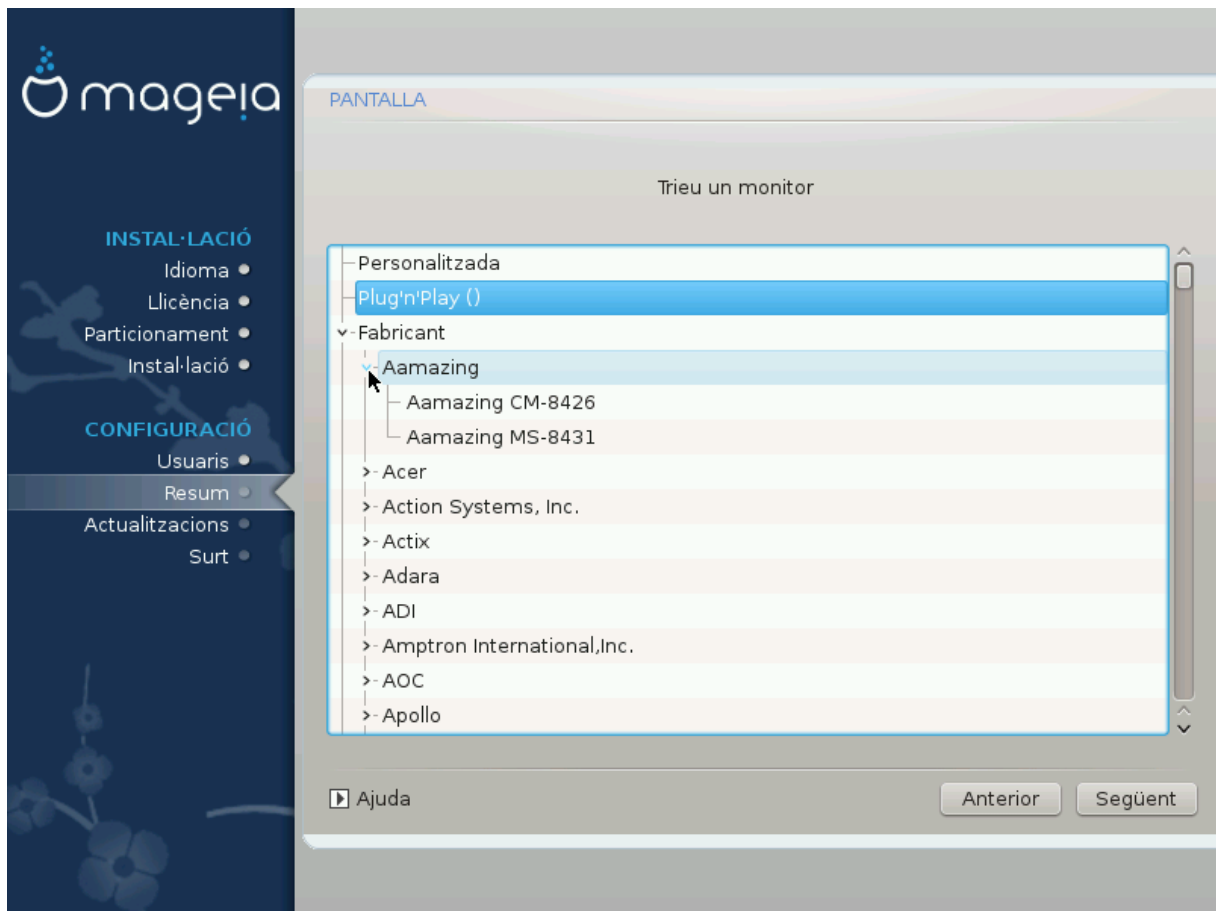 mageia
INSTAL·LACIÓ
Idioma
Llicència
Particionament
Instal·lació
CONFIGURACIÓ
Usuaris
Resum
Actualitzacions
Surt
PANTALLA
Trieu un monitor
Personalitzada
Plug'n'Play ()
Fabricant
Aamazing
Aamazing CM-8426
Aamazing MS-8431
Acer
Action Systems, Inc.
Actix
Adara
ADI
Amptron International,Inc.
AOC
Apollo
Ajuda
Anterior
Següent